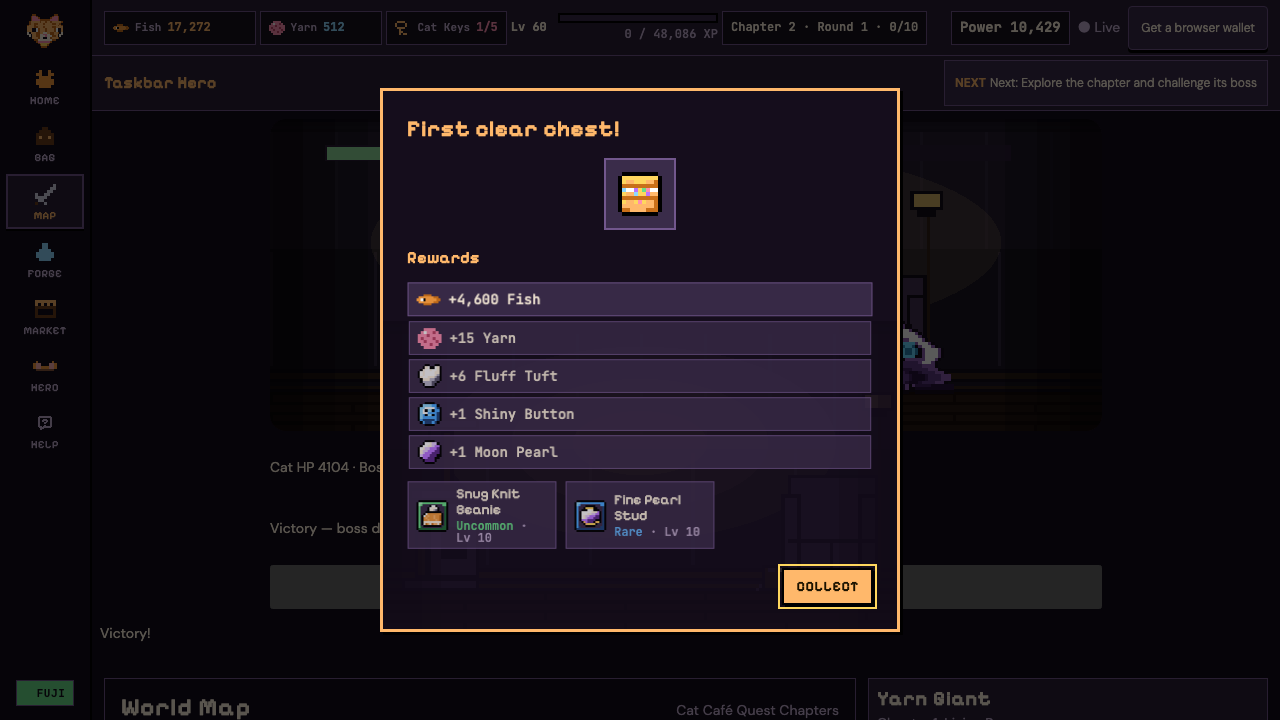 Fish 17,272
Yarn 512
Cat Keys 1/5
Lv 60
0 / 48,086 XP
Chapter 2 · Round 1 · 0/10
Power 10,429
Live
Get a browser wallet
HOME
BAG
MAP
FORGE
MARKET
HERO
HELP
FUJI
Taskbar Hero
NEXT Next: Explore the chapter and challenge its boss
First clear chest!
Rewards
+4,600 Fish
+15 Yarn
+6 Fluff Tuft
+1 Shiny Button
+1 Moon Pearl
Snug Knit
Beanie
Uncommon ·
Lv 10
Fine Pearl
Stud
Rare · Lv 10
COLLECT
Cat HP 4104 · Bos
Victory — boss d
Victory!
World Map
Cat Café Quest Chapters
Yarn Giant